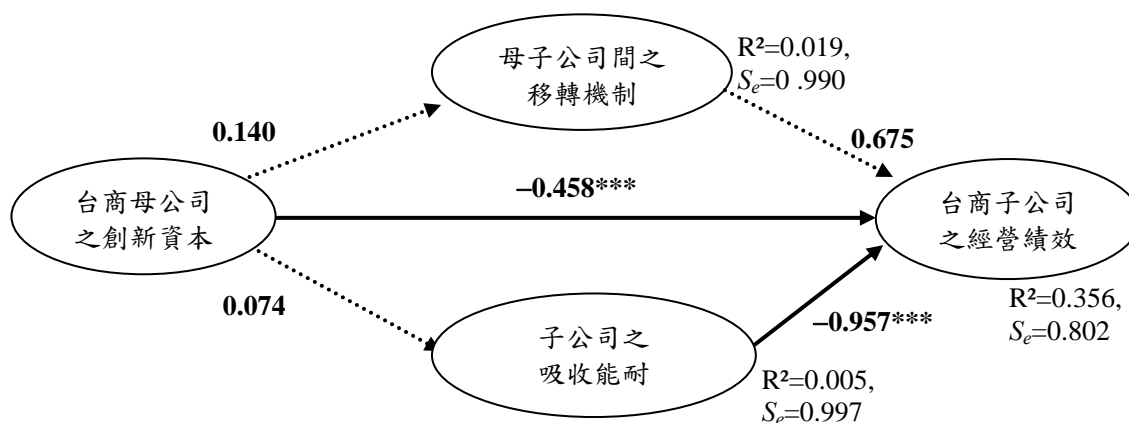 母子公司間之
移轉機制
R²=0.019,
Sₑ=0 .990
0.140
0.675
台商母公司
之創新資本
–0.458***
台商子公司
之經營績效
0.074
–0.957***
R²=0.356,
Sₑ=0.802
子公司之
吸收能耐
R²=0.005,
Sₑ=0.997